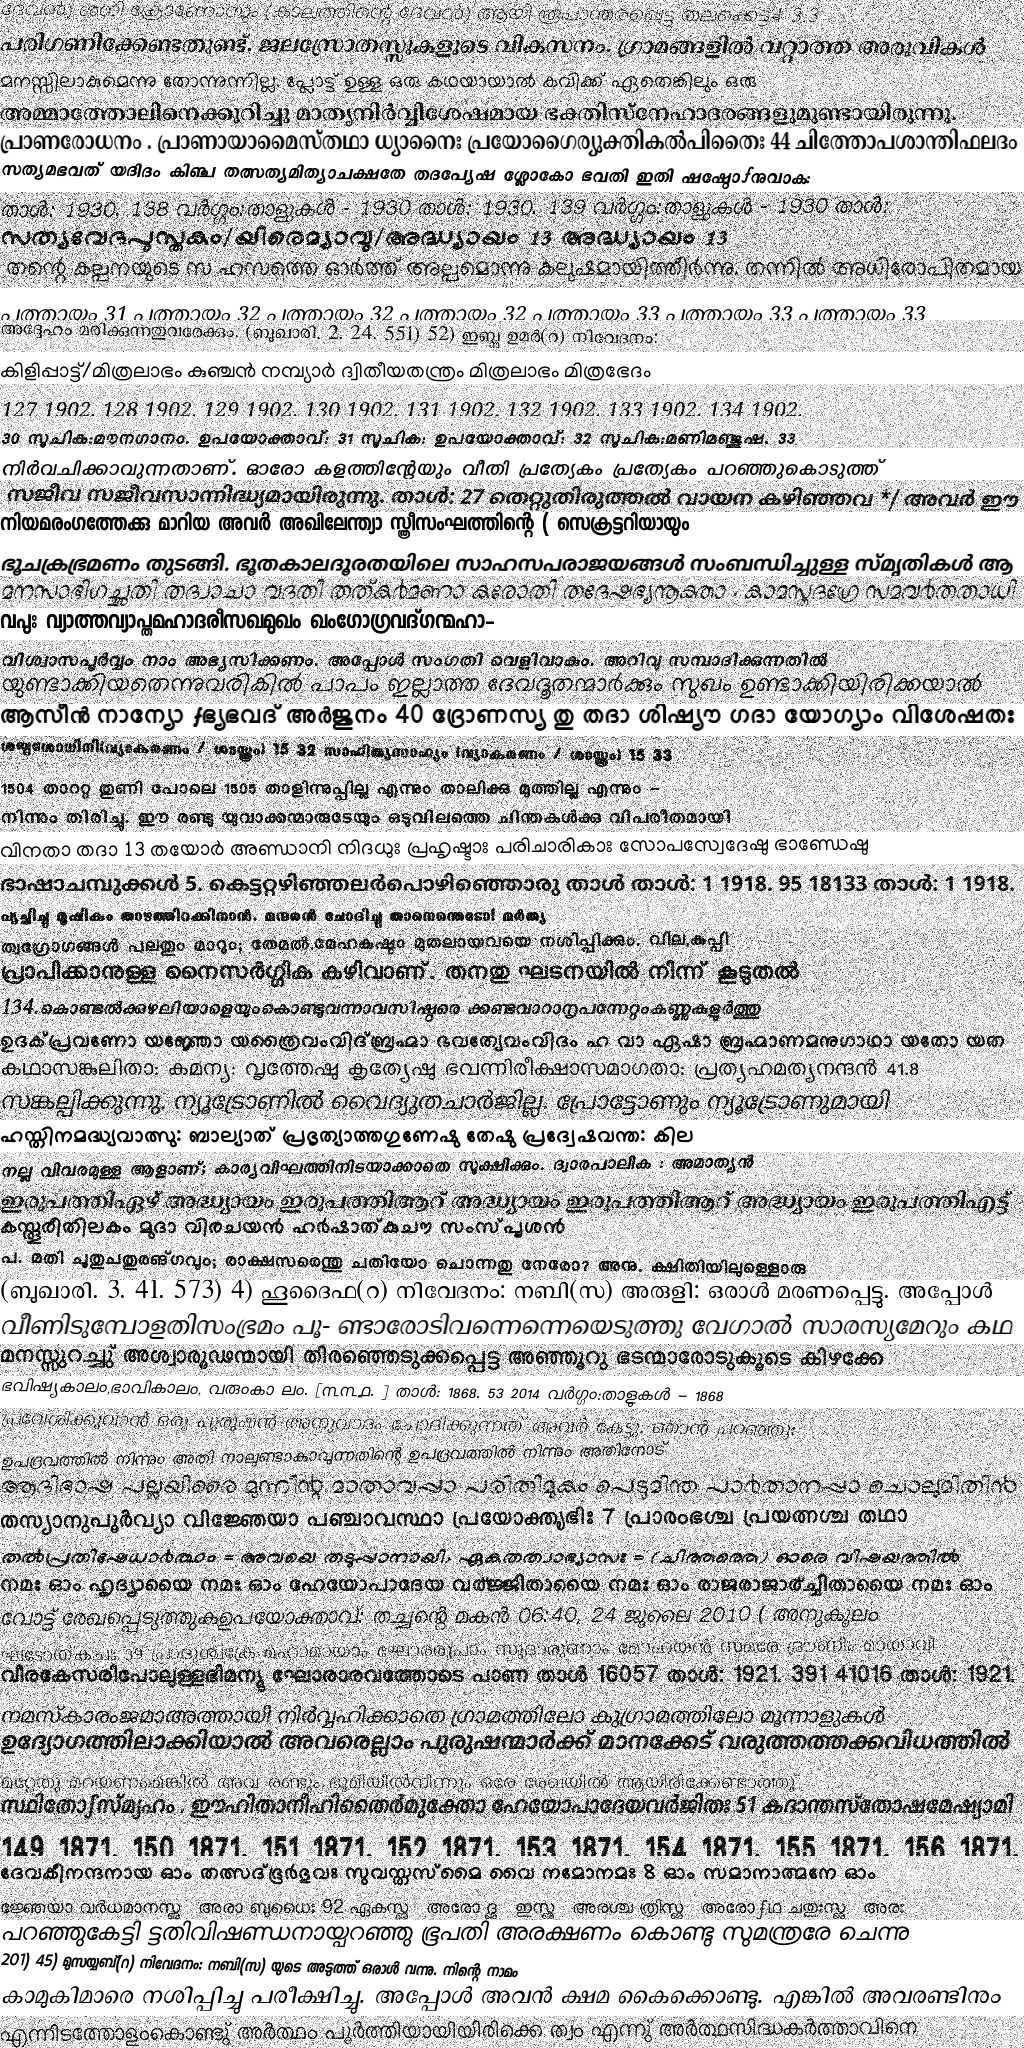 ദേവൻ) അഗ്നി ക്രോണോസും (കാലത്തിന്റെ ദേവൻ) ആയി രൂപാന്തരപ്പെട്ട തലക്കെട്ട് 3 3
പരിഗണിക്കേണ്ടതുണ്ട്. ജലസ്രോതസ്സുകളുടെ വികസനം. ഗ്രാമങ്ങളിൽ വറ്റാത്ത അരുവികൾ
മനസ്സിലാകുമെന്നു തോന്നുന്നില്ല. പ്ലോട്ട് ഉള്ള ഒരു കഥയായാൽ കവിക്ക് ഏതെങ്കിലും ഒരു
അമ്മാത്തോലിനെക്കുറിച്ചു മാതൃനിർവ്വിശേഷമായ ഭക്തിസ്നേഹാദരങ്ങളുമുണ്ടായിരുന്നു.
പ്രാണരോധനം . പ്രാണായാമൈസ്തഥാ ധ്യാനൈഃ പ്രയോഗൈര്യുക്തികൽപിതൈഃ 44 ചിത്തോപശാന്തിഫലദം
സത്യമഭവത് യദിദം കിഞ്ച തത്സത്യമിത്യാചക്ഷതേ തദപ്യേഷ ശ്ലോകോ ഭവതി ഇതി ഷഷ്ഠോഽനുവാകഃ
താൾ: 1930. 138 വർഗ്ഗം:താളുകൾ - 1930 താൾ: 1930. 139 വർഗ്ഗം:താളുകൾ - 1930 താൾ:
സത്യവേദപുസ്തകം/യിരെമ്യാവു/അദ്ധ്യായം 13 അദ്ധ്യായം 13
തന്റെ കല്പനയുടെ സ ഹസത്തെ ഓർത്ത് അല്പമൊന്നു കലുഷമായിത്തീർന്നു. തന്നിൽ അധിരോപിതമായ
പത്തായം 31 പത്തായം 32 പത്തായം 32 പത്തായം 32 പത്തായം 33 പത്തായം 33 പത്തായം 33
അദ്ദേഹം മരിക്കുന്നതുവരേക്കും. (ബുഖാരി. 2. 24. 551) 52) ഇബ്നു ഉമർ(റ) നിവേദനം:
കിളിപ്പാട്ട്/മിത്രലാഭം കുഞ്ചൻ നമ്പ്യാർ ദ്വിതീയതന്ത്രം മിത്രലാഭം മിത്രഭേദം
127 1902. 128 1902. 129 1902. 130 1902. 131 1902. 132 1902. 133 1902. 134 1902.
30 സൂചിക:മൗനഗാനം. ഉപയോക്താവ്: 31 സൂചിക: ഉപയോക്താവ്: 32 സൂചിക:മണിമഞ്ജുഷ. 33
നിർവചിക്കാവുന്നതാണ്. ഓരോ കളത്തിന്റേയും വീതി പ്രത്യേകം പ്രത്യേകം പറഞ്ഞുകൊടുത്ത്
സജീവ സജീവസാന്നിദ്ധ്യമായിരുന്നു. താൾ: 27 തെറ്റുതിരുത്തൽ വായന കഴിഞ്ഞവ */ അവർ ഈ
നിയമരംഗത്തേക്കു മാറിയ അവർ അഖിലേന്ത്യാ സ്ത്രീസംഘത്തിന്റെ ( സെക്രട്ടറിയായും
ഭൂചക്രഭ്രമണം തുടങ്ങി. ഭൂതകാലദൂരതയിലെ സാഹസപരാജയങ്ങൾ സംബന്ധിച്ചുള്ള സ്മൃതികൾ ആ
മനസാഭിഗച്ഛതി തദ്വാചാ വദതി തത്കർമണാ കരോതി തദേഷഭ്യനൂക്താ . കാമസ്തദഗ്രേ സമവർതതാധി
വപുഃ വ്യാത്തവ്യാപ്തമഹാദരീസഖമുഖം ഖംഗോഗ്രവദ്ഗന്മഹാ-
വിശ്വാസപൂർവ്വം നാം അഭ്യസിക്കണം. അപ്പോൾ സംഗതി വെളിവാകും. അറിവു സമ്പാദിക്കുന്നതിൽ
യുണ്ടാക്കിയതെന്നുവരികിൽ പാപം ഇല്ലാത്ത ദേവദൂതന്മാർക്കും സുഖം ഉണ്ടാക്കിയിരിക്കയാൽ
ആസീൻ നാന്യോ ഽഭ്യഭവദ് അർജുനം 40 ദ്രോണസ്യ തു തദാ ശിഷ്യൗ ഗദാ യോഗ്യാം വിശേഷതഃ
ശബ്ദശോധിനി(വ്യാകരണം / ശാസ്ത്രം) 15 32 സാഹിത്യസാഹ്യം (വ്യാകരണം / ശാസ്ത്രം) 15 33
1504 താററ്റ തുണി പോലെ 1505 താളിന്നുപ്പില്ല എന്നും താലിക്കു മുത്തില്ല എന്നും -
നിന്നും തിരിച്ചു. ഈ രണ്ടു യുവാക്കന്മാരുടേയും ഒടുവിലത്തെ ചിന്തകൾക്കു വിപരീതമായി
വിനതാ തദാ 13 തയോർ അണ്ഡാനി നിദധുഃ പ്രഹൃഷ്ടാഃ പരിചാരികാഃ സോപസ്വേദേഷു ഭാണ്ഡേഷു
ഭാഷാചമ്പുക്കൾ 5. കെട്ടറ്റഴിഞ്ഞലർപൊഴിഞ്ഞൊരു താൾ താൾ: 1 1918. 95 18133 താൾ: 1 1918.
പൃച്ഛിച്ചു മൂഷികം താഴത്തിറക്കിനാൻ. മന്ഥരൻ ചോദിച്ചു താനെന്തെടോ! മർത്യ
ത്വഗ്രോഗങ്ങൾ പലതും മാറും; തേമൽ,മേഹകുഷ്ഠം മുതലായവയെ നശിപ്പിക്കും. വില,കുപ്പി
പ്രാപിക്കാനുള്ള നൈസർഗ്ഗിക കഴിവാണ്. തനതു ഘടനയിൽ നിന്ന് കൂടുതൽ
134.കൊണ്ടൽക്കുഴലിയാളെയുംകൊണ്ടുവന്നാവസിഷ്ഠരെ ക്കണ്ടവാറാനൃപന്നേറ്റംകണ്ണുകുളുർത്തു
ഉദക്പ്രവണോ യജ്ഞോ യത്രൈവംവിദ്ബ്രഹ്മാ ഭവത്യേവംവിദം ഹ വാ ഏഷാ ബ്രഹ്മാണമനുഗാഥാ യതോ യത
കഥാസങ്കുലിതാ: കമന്യ: വൃത്തേഷു കൃത്യേഷു ഭവന്നിരീക്ഷാസമാഗതാ: പ്രത്യഹമത്യനന്ദൻ 41.8
സങ്കല്പിക്കുന്നു. ന്യൂട്രോണിൽ വൈദ്യുതചാർജില്ല. പ്രോട്ടോണും ന്യൂട്രോണുമായി
ഹസ്തിനമദ്ധ്യവാത്സു: ബാല്യാത് പ്രഭൃത്യാത്തഗുണേഷു തേഷു പ്രദ്വേഷവന്ത: കില
നല്ല വിവരമുള്ള ആളാണ്; കാര്യവിഘത്തിനിടയാക്കാതെ സൂക്ഷിക്കും. ദ്വാരപാലിക : അമാത്യൻ
ഇരുപത്തിഏഴ് അദ്ധ്യായം ഇരുപത്തിആറ് അദ്ധ്യായം ഇരുപത്തിആറ് അദ്ധ്യായം ഇരുപത്തിഎട്ട്
കസ്തൂരീതിലകം മുദാ വിരചയൻ ഹർഷാത്കുചൗ സംസ്പൃശൻ
പ. മതി ചൂതുചതുരങ്ഗവും; രാക്ഷസരൈന്തു ചതിയോ ചൊന്നതു നേരോ? അനു. ക്ഷിതിയിലുള്ളൊരു
(ബുഖാരി. 3. 41. 573) 4) ഹുദൈഫ(റ) നിവേദനം: നബി(സ) അരുളി: ഒരാൾ മരണപ്പെട്ടു. അപ്പോൾ
വീണിടുമ്പോളതിസംഭ്രമം പൂ- ണ്ടാരോടിവന്നെന്നെയെടുത്തു വേഗാൽ സാരസ്യമേറും കഥ
മനസ്സുറച്ചു് അശ്വാരൂഢന്മായി തിരഞ്ഞെടുക്കപ്പെട്ട അഞ്ഞൂറു ഭടന്മാരോടുകൂടെ കിഴക്കേ
ഭവിഷ്യകാലം,ഭാവികാലം, വരുംകാ ലം. [ന.ന.പ്ര. ] താൾ: 1868. 53 2014 വർഗ്ഗം:താളുകൾ - 1868
പ്രവേശിക്കുവാൻ ഒരു പുരുഷൻ അനുവാദം ചോദിക്കുന്നത് അവർ കേട്ടു. ഞാൻ പറഞ്ഞു:
ഉപദ്രവത്തിൽ നിന്നും അതി നാലുണ്ടാകാവുന്നതിന്റെ ഉപദ്രവത്തിൽ നിന്നും അതിനോട്
ആദിഭാഷ പല്ലയിരൈ മുന്നിന്റ മാതാവപ്പാ പരിതിമുകം പെടുമിന്ത പാർതാനപ്പാ ചൊലുമിതിൻ
തസ്യാനുപൂർവ്യാ വിജ്ഞേയാ പഞ്ചാവസ്ഥാ പ്രയോക്തൃഭിഃ 7 പ്രാരംഭശ്ച പ്രയത്നശ്ച തഥാ
തൽപ്രതിഷേധാർത്ഥം = അവയെ തടുപ്പാനായി, ഏകതത്വാഭ്യാസഃ = (ചിത്തത്തെ) ഓരെ വിഷയത്തിൽ
നമഃ ഓം ഹൃദ്യായൈ നമഃ ഓം ഹേയോപാദേയ വർജ്ജിതായൈ നമഃ ഓം രാജരാജാർച്ചിതായൈ നമഃ ഓം
വോട്ട് രേഖപ്പെടുത്തുകഉപയോക്താവ്: തച്ചന്റെ മകൻ 06:40, 24 ജൂലൈ 2010 ( അനുകൂലം
ഘടോത്കചഃ 39 പ്രാദുശ്ചക്രേ മഹാമായാം ഘോരരൂപാം സുദാരുണാം മോഹയൻ സമരേ ദ്രൗണിം മായാവീ
വീരകേസരിപോലുള്ളഭിമന്യു ഘോരാരവത്തോടെ പാണ താൾ 16057 താൾ: 1921. 391 41016 താൾ: 1921.
നമസ്കാരംജമാഅത്തായി നിർവ്വഹിക്കാതെ ഗ്രാമത്തിലോ കുഗ്രാമത്തിലോ മൂന്നാളുകൾ
ഉദ്യോഗത്തിലാക്കിയാൽ അവരെല്ലാം പുരുഷന്മാർക്ക് മാനക്കേട് വരുത്തത്തക്കവിധത്തിൽ
മറ്റേതു മറയണംമെങ്കിൽ അവ രണ്ടും ഭൂമിയിൽനിന്നും ഒരേ രേഖയിൽ ആയിരിക്കേണ്ടാത്തു്
സ്ഥിതോഽസ്മ്യഹം . ഈഹിതാനീഹിതൈർമുക്തോ ഹേയോപാദേയവർജിതഃ 51 കദാന്തസ്തോഷമേഷ്യാമി
149 1871. 150 1871. 151 1871. 152 1871. 153 1871. 154 1871. 155 1871. 156 1871.
ദേവകീനന്ദനായ ഓം തത്സദ്ഭൂർഭുവഃ സുവസ്തസ്മൈ വൈ നമോനമഃ 8 ഓം സമാനാത്മനേ ഓം
ജ്ഞേയാ വർധമാനസ്തു അരാ ബുധൈഃ 92 ഏകസ്തു അരോ ദ്വൗ ഇസ്തു അരശ്ച ത്രിസ്തു അരോ ഽഥ ചതുഃസ്തു അരഃ
പറഞ്ഞുകേട്ടി ട്ടതിവിഷണ്ഡനായ്പറഞ്ഞു ഭൂപതി അരക്ഷണം കൊണ്ടു സുമന്ത്രരേ ചെന്നു
201) 45) മുസയ്യബ്(റ) നിവേദനം: നബി(സ) യുടെ അടുത്ത് ഒരാൾ വന്നു. നിന്റെ നാമം
കാമുകിമാരെ നശിപ്പിച്ചു പരീക്ഷിച്ചു. അപ്പോൾ അവൻ ക്ഷമ കൈക്കൊണ്ടു. എങ്കിൽ അവരണ്ടിനും
എന്നിടത്തോളംകൊണ്ടു് അർത്ഥം പൂർത്തിയായിയിരിക്കെ ത്വം എന്നു് അർത്ഥസിദ്ധകർത്താവിനെ